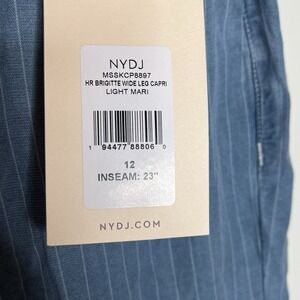 NYDJ
MSSKCP8897
HR BRIGITTE WIDE LEG CAPRI
LIGHT MARI
1 94477 88806 0
12
INSEAM: 23"
NYDJ.COM